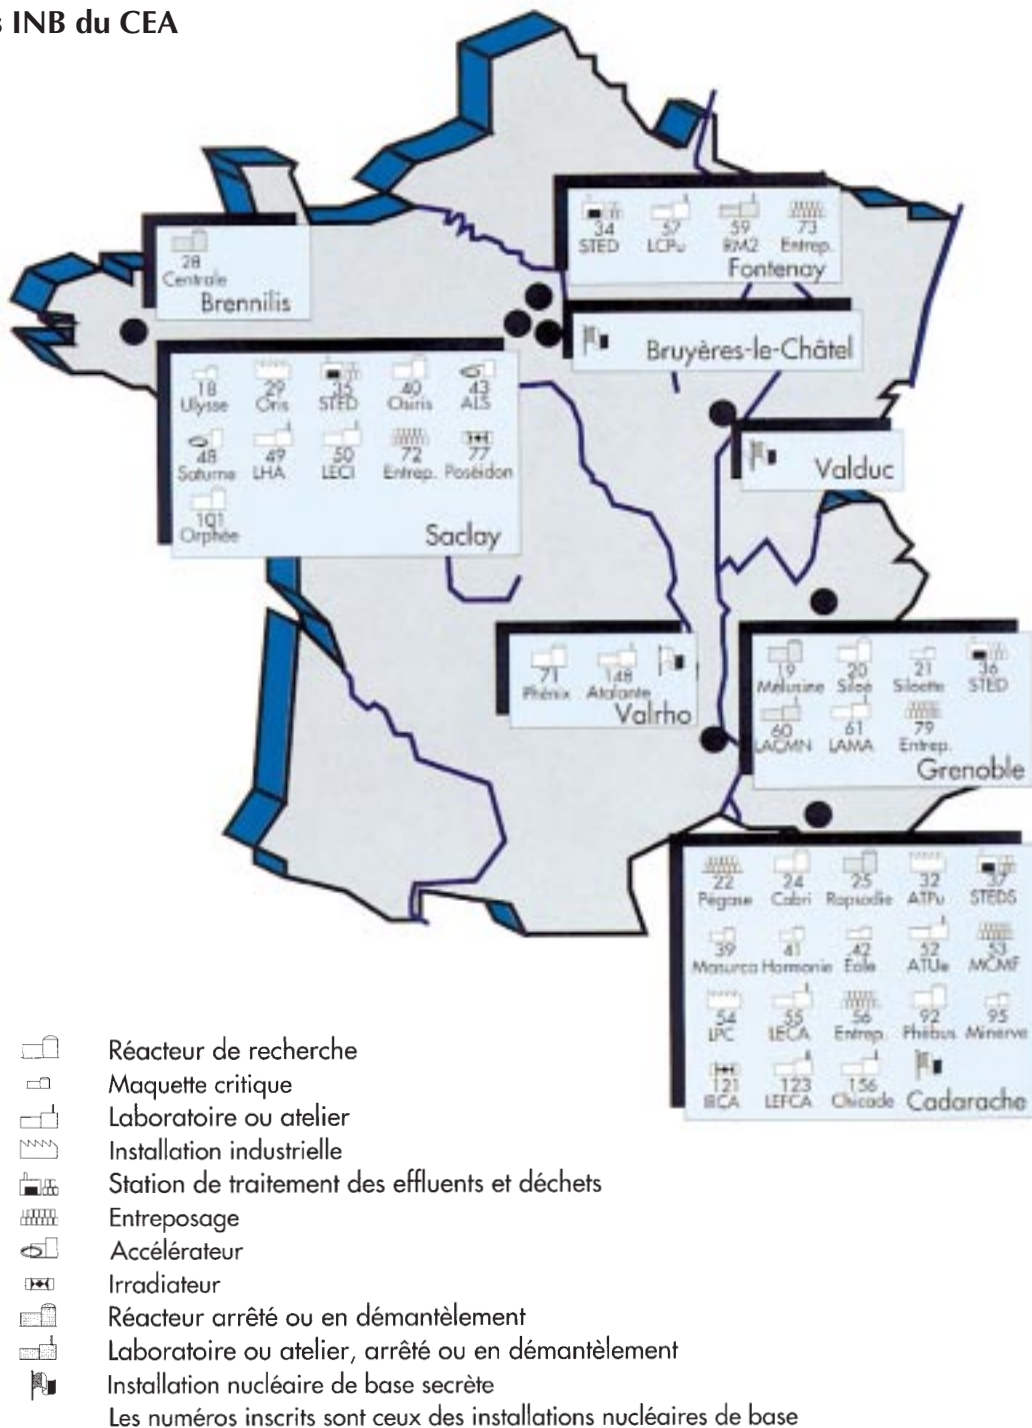 INB du CEA
34 57 59 73
STED LCPu RM2 Entrep.
Fontenay
28
Centrale
Brennilis
Bruyères-le-Châtel
18 29 35 40 43
Ulysse Oris STED Osiris ALS
48 49 50 72 77
Saturne LHA LECI Entrep. Poséidon
101
Orphée
Saclay
Valduc
71 148
Phénix Atalante
Valrho
19 20 21 36
Mélusine Siloé Siloette STED
60 61 79
LACMN LAMA Entrep.
Grenoble
22 24 25 32 37
Pégase Cabri Rapsodie ATPu STEDS
39 41 42 52 53
Masurca Harmonie Éole ATUe MCMF
54 55 56 92 95
LPC LECA Entrep. Phébus Minerve
121 123 156
IRCA LEFCA Chicade Cadarache
Réacteur de recherche
Maquette critique
Laboratoire ou atelier
Installation industrielle
Station de traitement des effluents et déchets
Entreposage
Accélérateur
Irradiateur
Réacteur arrêté ou en démantèlement
Laboratoire ou atelier, arrêté ou en démantèlement
Installation nucléaire de base secrète
Les numéros inscrits sont ceux des installations nucléaires de base